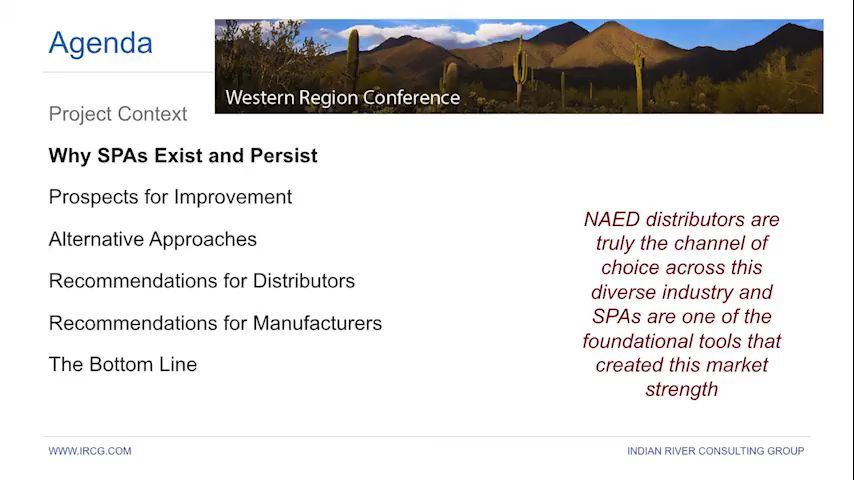 Agenda
Western Region Conference
Project Context
Why SPAs Exist and Persist
Prospects for Improvement
Alternative Approaches
Recommendations for Distributors
Recommendations for Manufacturers
The Bottom Line
NAED distributors are
truly the channel of
choice across this
diverse industry and
SPAs are one of the
foundational tools that
created this market
strength
WWW.IRCG.COM
INDIAN RIVER CONSULTING GROUP